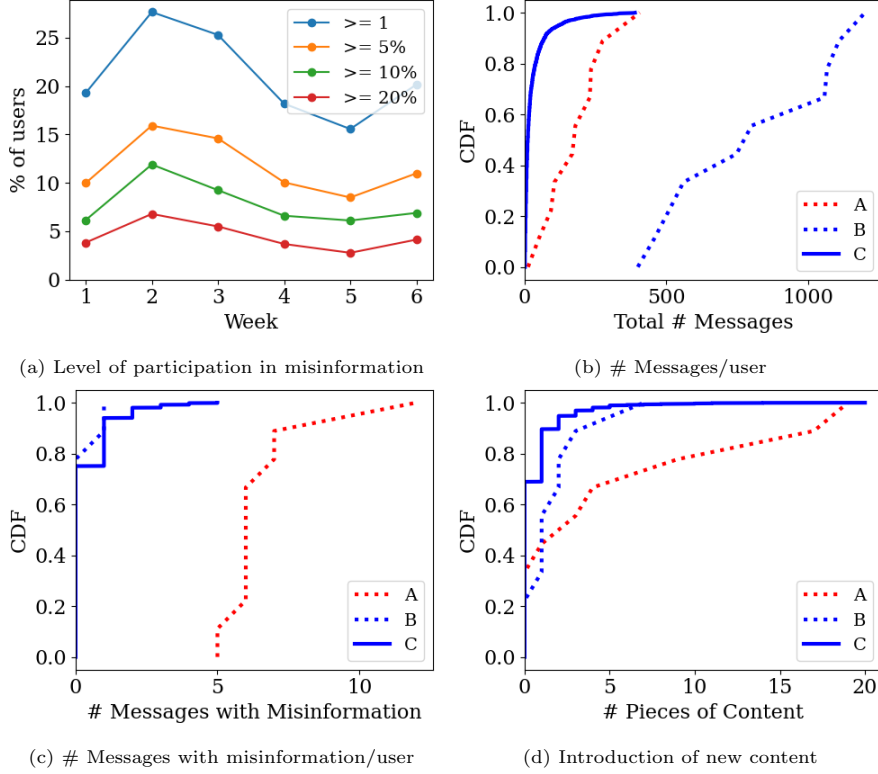 25
20
15
10
5
0
% of users
>= 1
>= 5%
>= 10%
>= 20%
1 2 3 4 5 6
Week
(a) Level of participation in misinformation
1.0
0.8
0.6
0.4
0.2
0.0
CDF
A
B
C
0 500 1000
Total # Messages
(b) # Messages/user
1.0
0.8
0.6
0.4
0.2
0.0
CDF
A
B
C
0 5 10
# Messages with Misinformation
(c) # Messages with misinformation/user
1.0
0.8
0.6
0.4
0.2
0.0
CDF
A
B
C
0 5 10 15 20
# Pieces of Content
(d) Introduction of new content